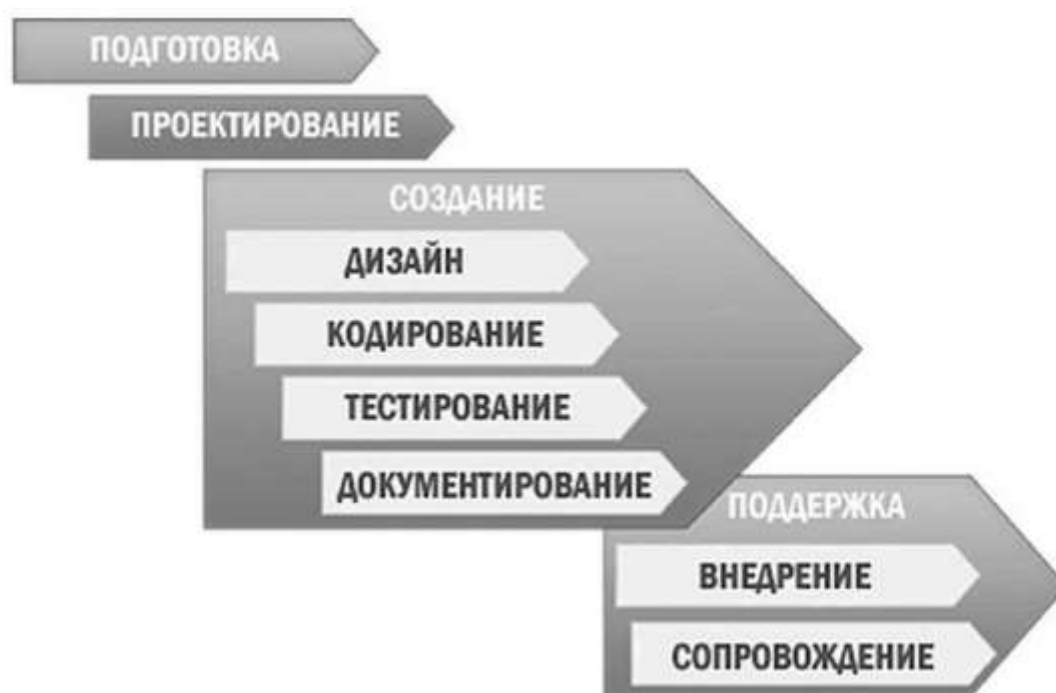 ПОДГОТОВКА
ПРОЕКТИРОВАНИЕ
СОЗДАНИЕ
ДИЗАЙН
КОДИРОВАНИЕ
ТЕСТИРОВАНИЕ
ДОКУМЕНТИРОВАНИЕ
ПОДДЕРЖКА
ВНЕДРЕНИЕ
СОПРОВОЖДЕНИЕ